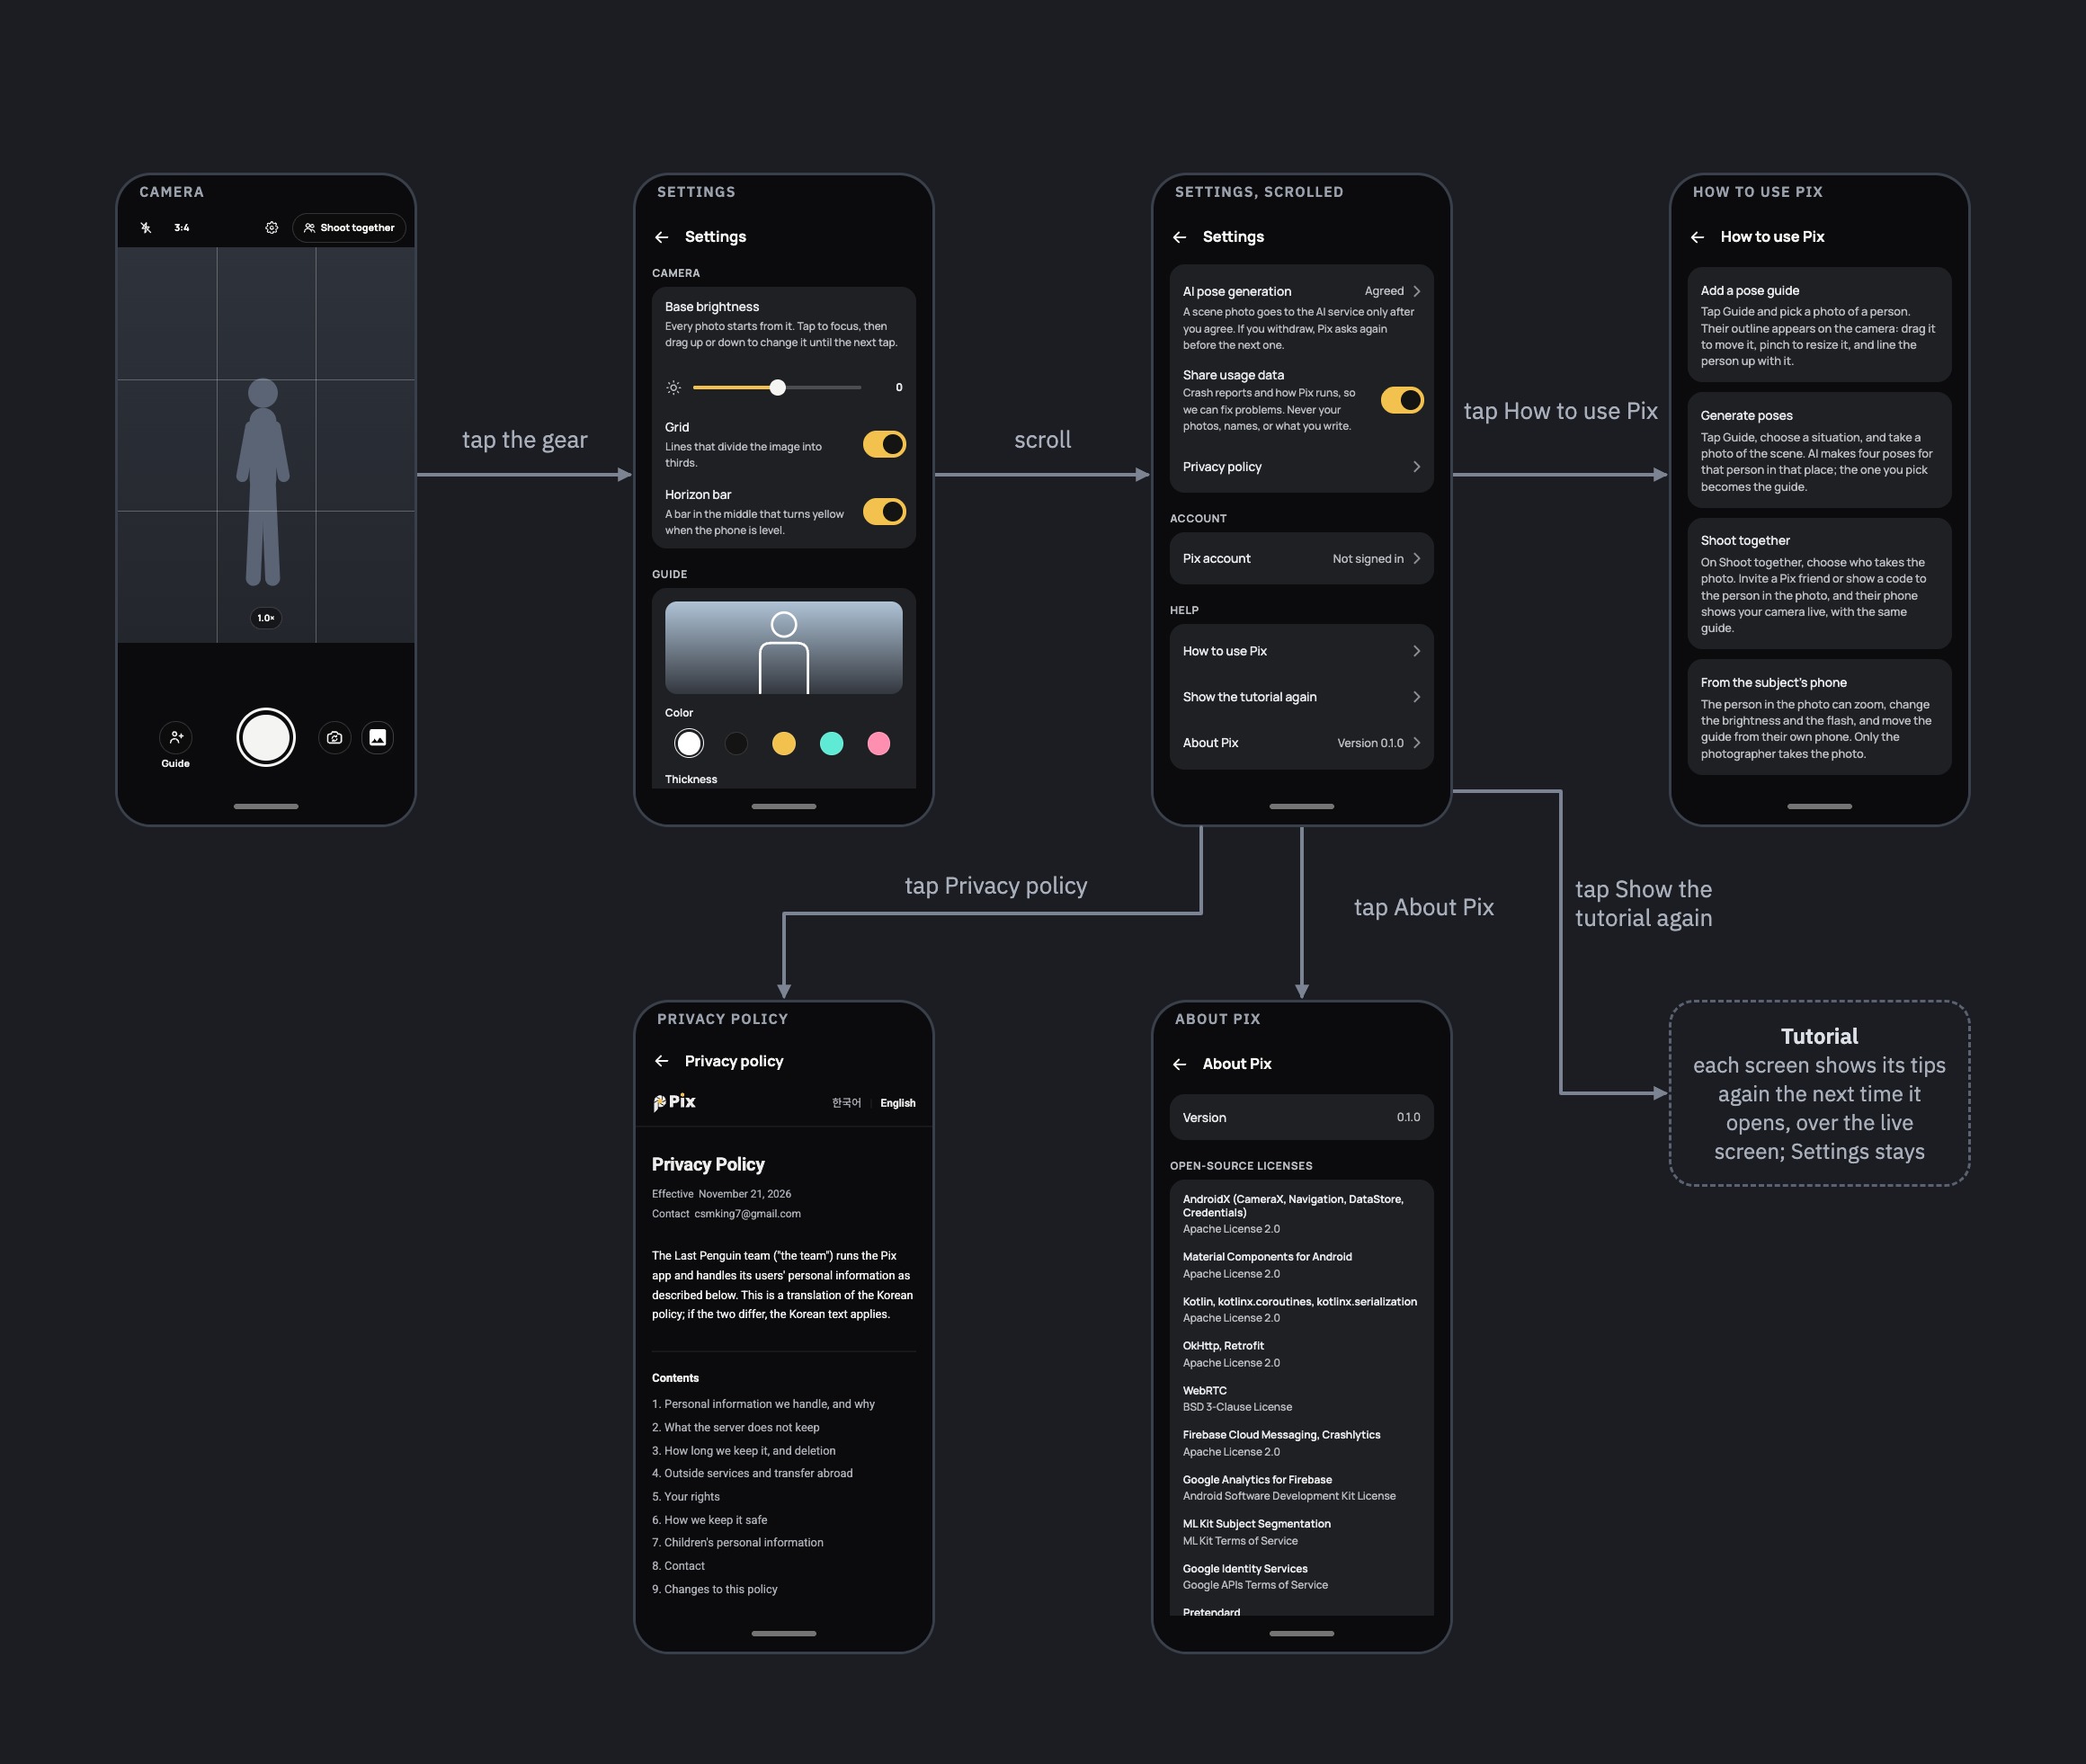 CAMERA
3:4
Shoot together
1.0×
Guide
tap the gear
SETTINGS
Settings
CAMERA
Base brightness
Every photo starts from it. Tap to focus, then
drag up or down to change it until the next tap.
0
Grid
Lines that divide the image into
thirds.
Horizon bar
A bar in the middle that turns yellow
when the phone is level.
GUIDE
Color
Thickness
scroll
SETTINGS, SCROLLED
Settings
AI pose generation
Agreed
A scene photo goes to the AI service only after
you agree. If you withdraw, Pix asks again
before the next one.
Share usage data
Crash reports and how Pix runs, so
we can fix problems. Never your
photos, names, or what you write.
Privacy policy
ACCOUNT
Pix account
Not signed in
HELP
How to use Pix
Show the tutorial again
About Pix
Version 0.1.0
tap How to use Pix
HOW TO USE PIX
How to use Pix
Add a pose guide
Tap Guide and pick a photo of a person.
Their outline appears on the camera: drag it
to move it, pinch to resize it, and line the
person up with it.
Generate poses
Tap Guide, choose a situation, and take a
photo of the scene. AI makes four poses for
that person in that place; the one you pick
becomes the guide.
Shoot together
On Shoot together, choose who takes the
photo. Invite a Pix friend or show a code to
the person in the photo, and their phone
shows your camera live, with the same
guide.
From the subject's phone
The person in the photo can zoom, change
the brightness and the flash, and move the
guide from their own phone. Only the
photographer takes the photo.
tap Privacy policy
tap About Pix
tap Show the
tutorial again
PRIVACY POLICY
Privacy policy
Pix
한국어
English
Privacy Policy
Effective November 21, 2026
Contact csmking7@gmail.com
The Last Penguin team ("the team") runs the Pix
app and handles its users' personal information as
described below. This is a translation of the Korean
policy; if the two differ, the Korean text applies.
Contents
1. Personal information we handle, and why
2. What the server does not keep
3. How long we keep it, and deletion
4. Outside services and transfer abroad
5. Your rights
6. How we keep it safe
7. Children's personal information
8. Contact
9. Changes to this policy
ABOUT PIX
About Pix
Version
0.1.0
OPEN-SOURCE LICENSES
AndroidX (CameraX, Navigation, DataStore,
Credentials)
Apache License 2.0
Material Components for Android
Apache License 2.0
Kotlin, kotlinx.coroutines, kotlinx.serialization
Apache License 2.0
OkHttp, Retrofit
Apache License 2.0
WebRTC
BSD 3-Clause License
Firebase Cloud Messaging, Crashlytics
Apache License 2.0
Google Analytics for Firebase
Android Software Development Kit License
ML Kit Subject Segmentation
ML Kit Terms of Service
Google Identity Services
Google APIs Terms of Service
Pretendard
Tutorial
each screen shows its tips
again the next time it
opens, over the live
screen; Settings stays